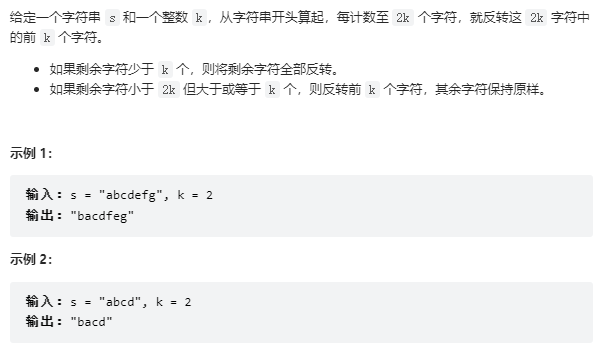 给定一个字符串 s 和一个整数 k，从字符串开头算起，每计数至 2k 个字符，就反转这 2k 字符中
的前 k 个字符。
• 如果剩余字符少于 k 个，则将剩余字符全部反转。
• 如果剩余字符小于 2k 但大于或等于 k 个，则反转前 k 个字符，其余字符保持原样。
示例 1：
输入：s = "abcdefg", k = 2
输出："bacdfeg"
示例 2：
输入：s = "abcd", k = 2
输出："bacd"